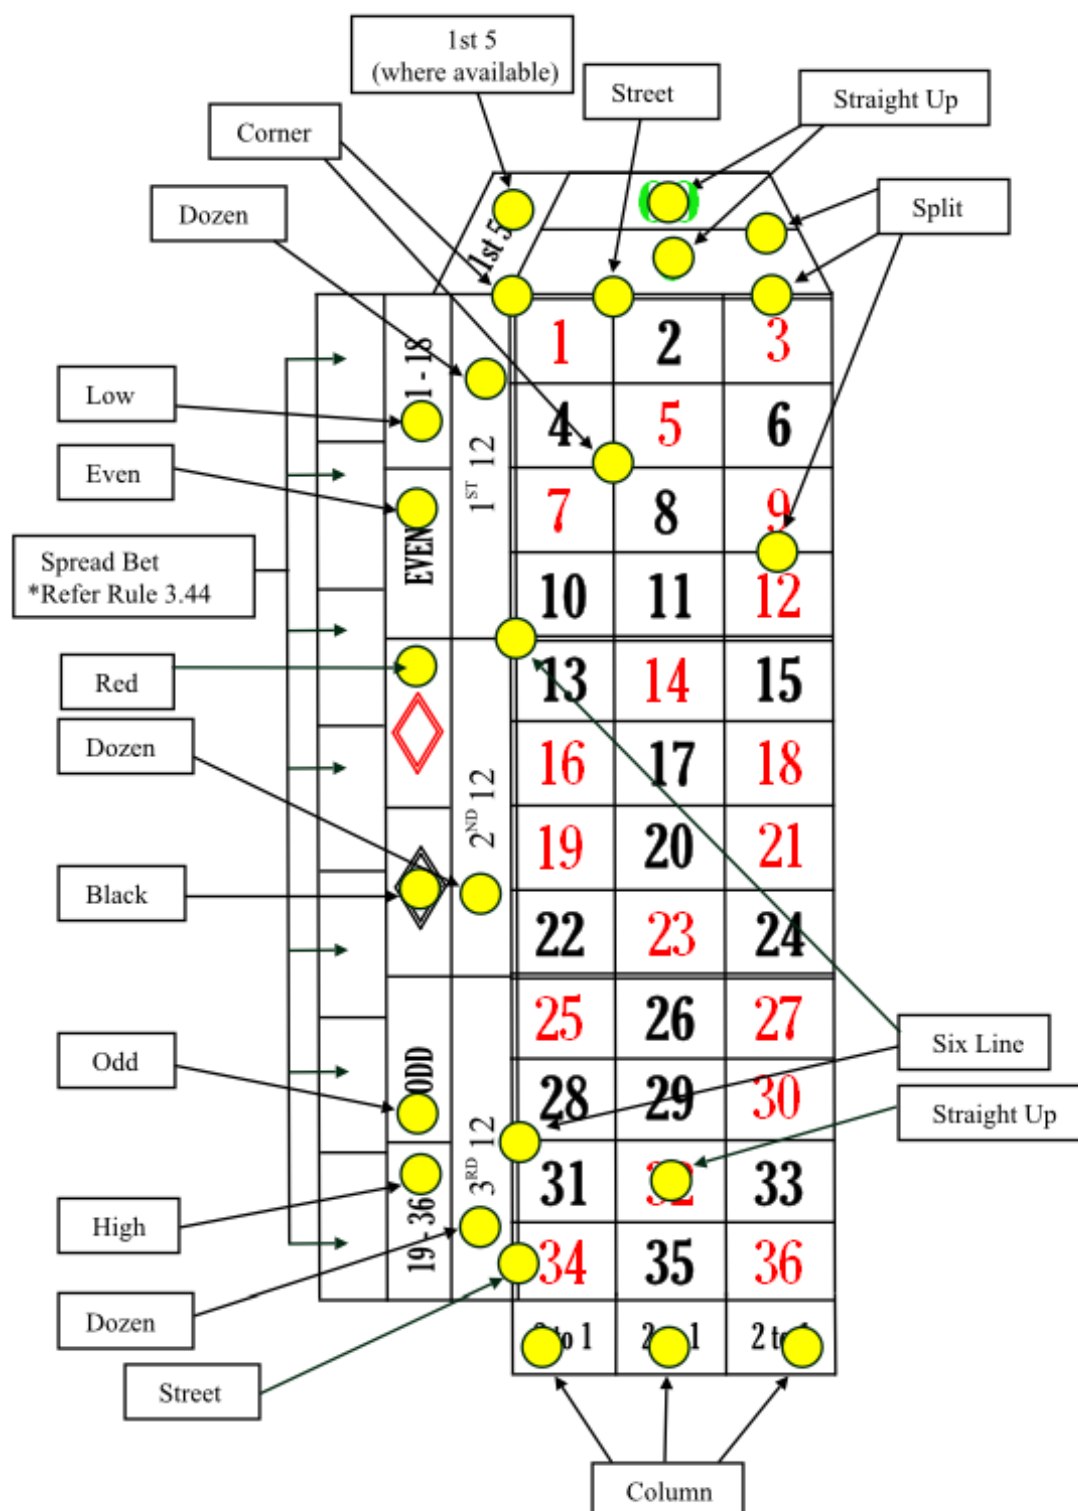 1st 5
(where available)
Street
Straight Up
Corner
Dozen
Split
1st 5
1 - 18
1 2 3
Low
4 5 6
Even
1ST 12
7 8 9
EVEN
Spread Bet
*Refer Rule 3.44
10 11 12
Red
13 14 15
Dozen
16 17 18
2ND 12
19 20 21
Black
22 23 24
25 26 27
Odd
ODD
Six Line
28 29 30
Straight Up
3RD 12
31 32 33
High
19 - 36
34 35 36
Dozen
to 1 2 1 2 to
Street
Column